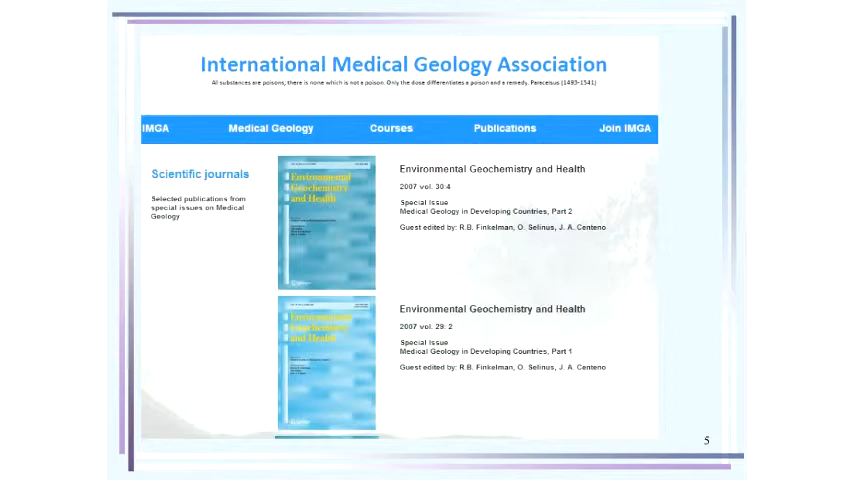 International Medical Geology Association
All substances are poisons; there is none which is not a poison. Only the dose differentiates a poison and a remedy. Paracelsus (1493-1541)
IMGA Medical Geology Courses Publications Join IMGA
Scientific journals
Selected publications from
special issues on Medical
Geology
Environmental
Geochemistry
and Health
Environmental Geochemistry and Health
2007 vol. 30:4
Special Issue
Medical Geology in Developing Countries, Part 2
Guest edited by: R.B. Finkelman, O. Selinus, J. A. Centeno
Environmental
Geochemistry
and Health
Environmental Geochemistry and Health
2007 vol. 29: 2
Special Issue
Medical Geology in Developing Countries, Part 1
Guest edited by: R.B. Finkelman, O. Selinus, J. A. Centeno
5